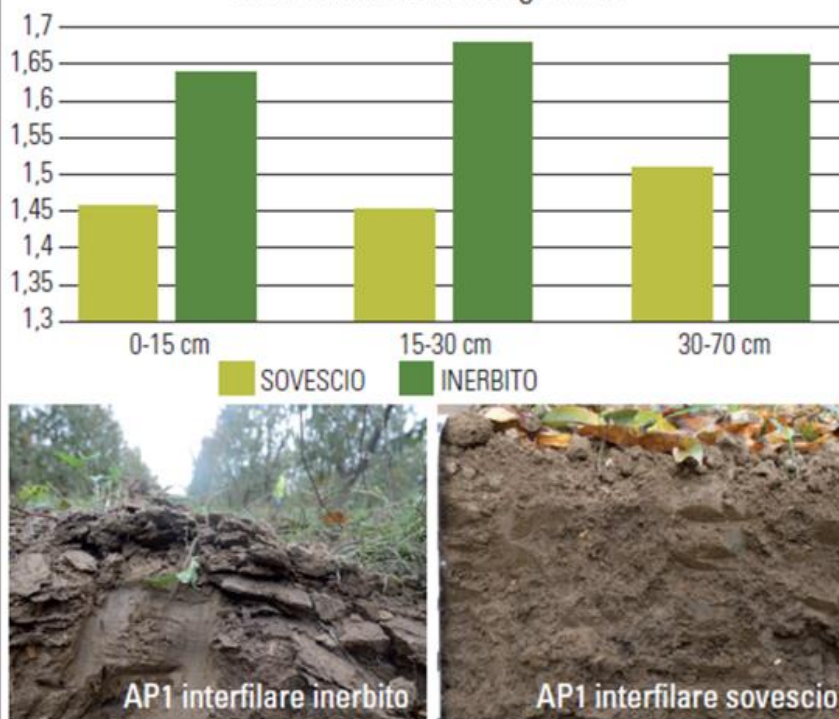 1,7
1,65
1,6
1,55
1,5
1,45
1,4
1,35
1,3
0-15 cm 15-30 cm 30-70 cm
SOVESCIO INERBITO
AP1 interfilare inerbito
AP1 interfilare sovescio